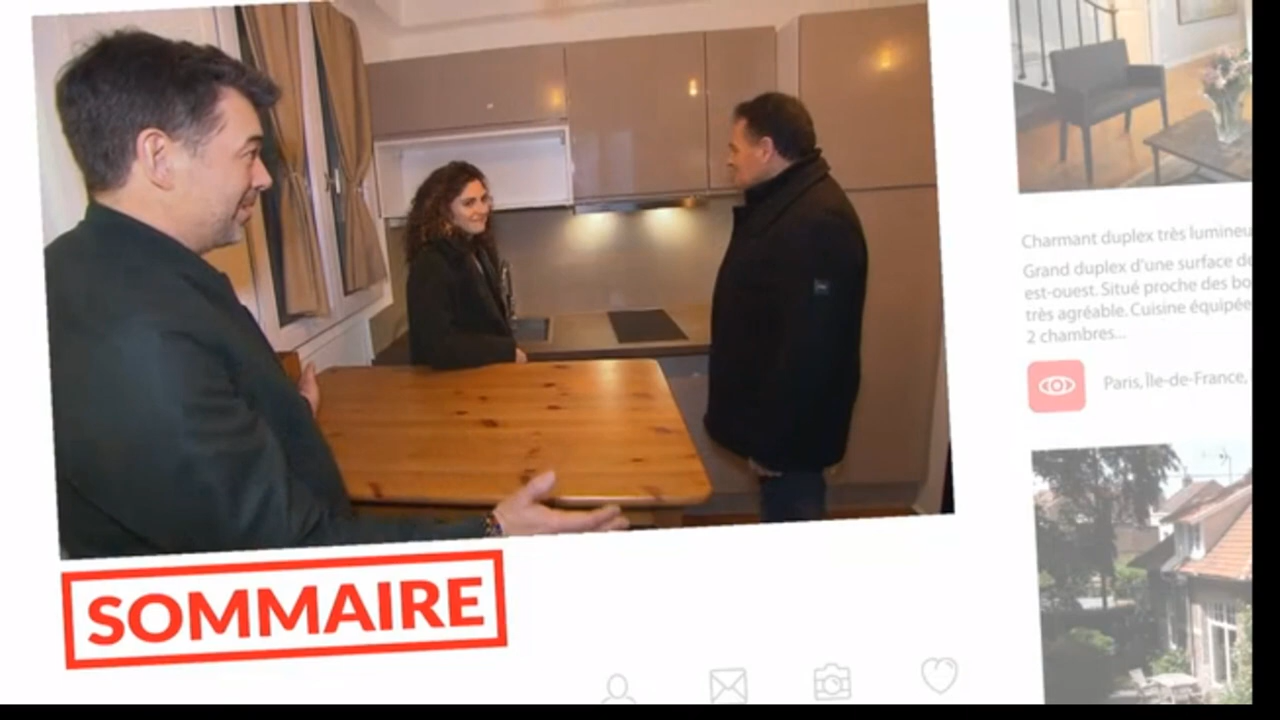 SOMMAIRE
Charmant duplex très lumineu
Grand duplex d'une surface de
est-ouest. Situé proche des bo
très agréable. Cuisine équipée
2 chambres...
Paris, Île-de-France,